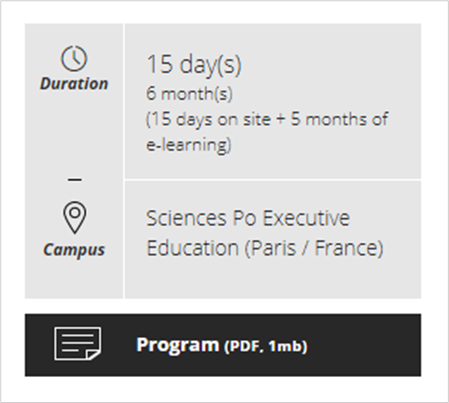 Duration
15 day(s)
6 month(s)
(15 days on site + 5 months of
e-learning)
Campus
Sciences Po Executive
Education (Paris / France)
Program (PDF, 1mb)